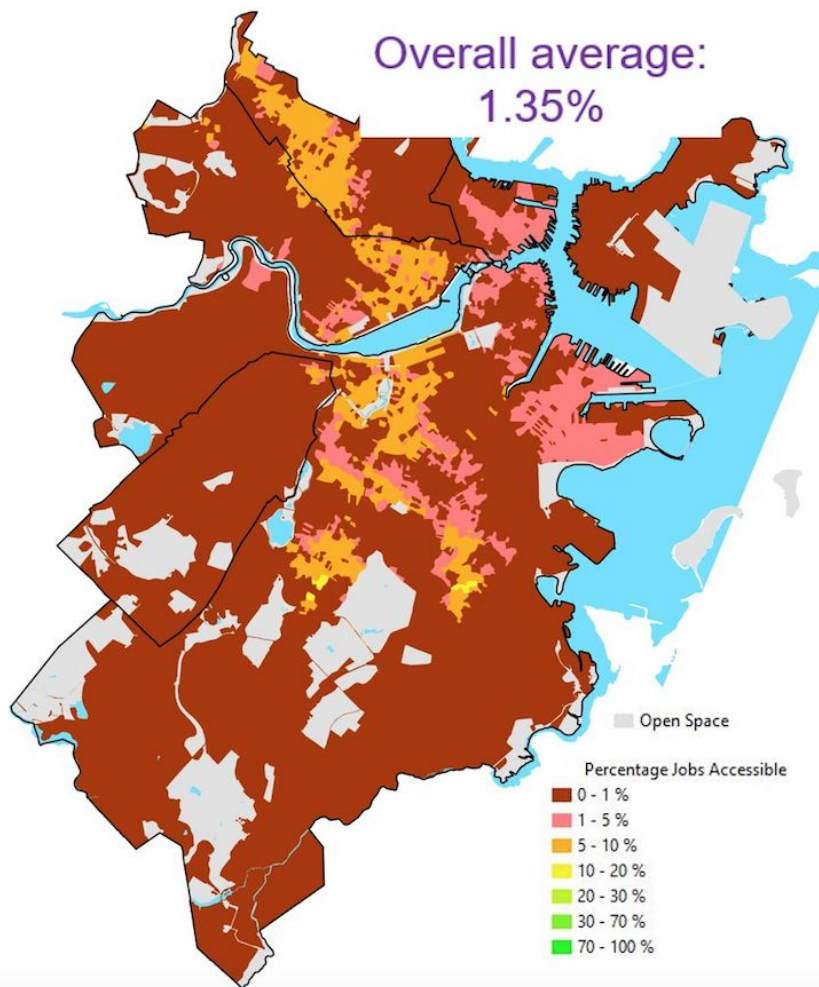 Overall average:
1.35%
Open Space
Percentage Jobs Accessible
0 - 1 %
1 - 5 %
5 - 10 %
10 - 20 %
20 - 30 %
30 - 70 %
70 - 100 %